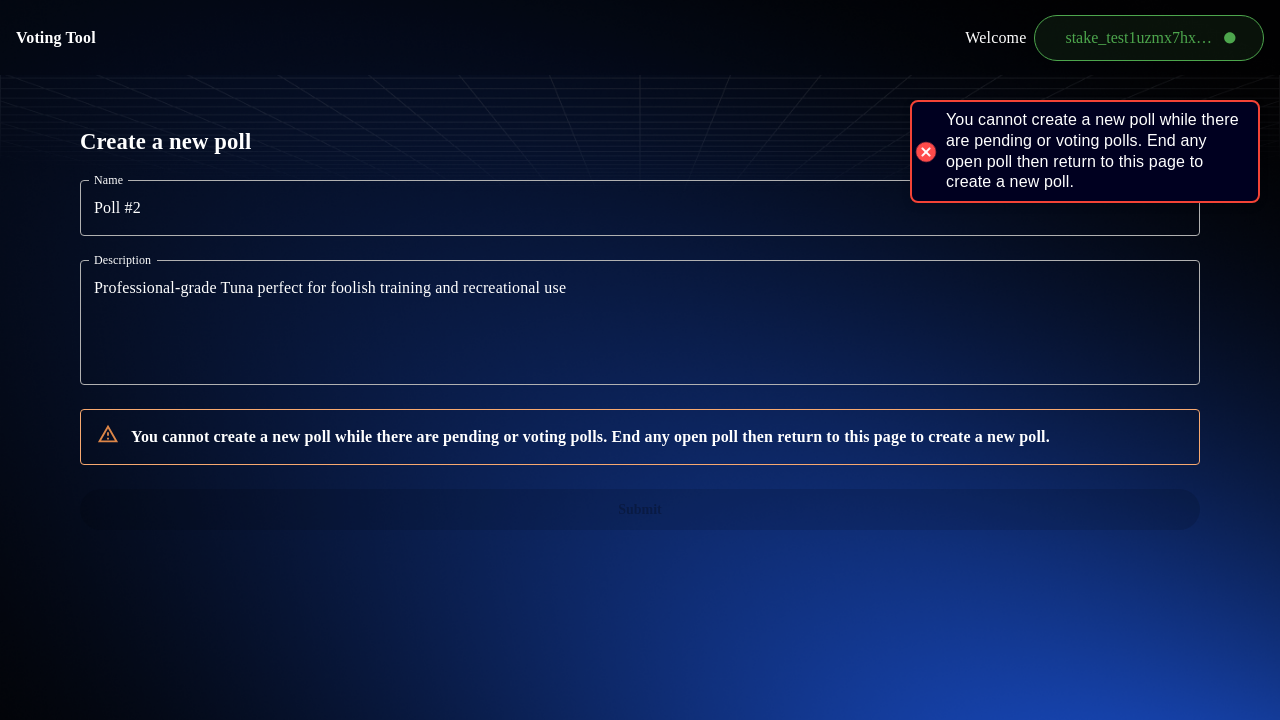 Voting Tool
Welcome
stake_test1uzmx7hx…
You cannot create a new poll while there
are pending or voting polls. End any
open poll then return to this page to
create a new poll.
Create a new poll
Name
Poll #2
Description
Professional-grade Tuna perfect for foolish training and recreational use
You cannot create a new poll while there are pending or voting polls. End any open poll then return to this page to create a new poll.
Submit